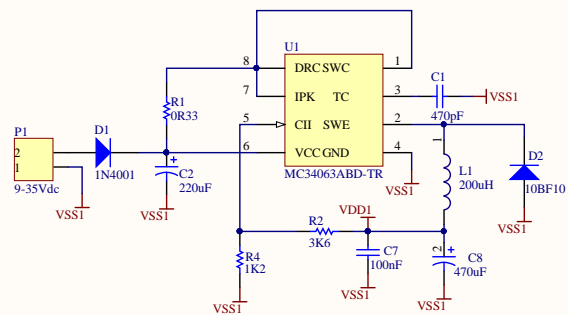 U1
8 DRC SWC 1
7 IPK TC 3
5 CII SWE 2
6 VCC GND 4
MC34063ABD-TR
R1
0R33
C1
470pF
VSS1
VSS1
P1
2
1
9-35Vdc
VSS1
D1
1N4001
C2
220uF
VSS1
1
L1
200uH
D2
10BF10
VSS1
R2
3K6
VDD1
R4
1K2
VSS1
C7
100nF
VSS1
2
C8
470uF
VSS1